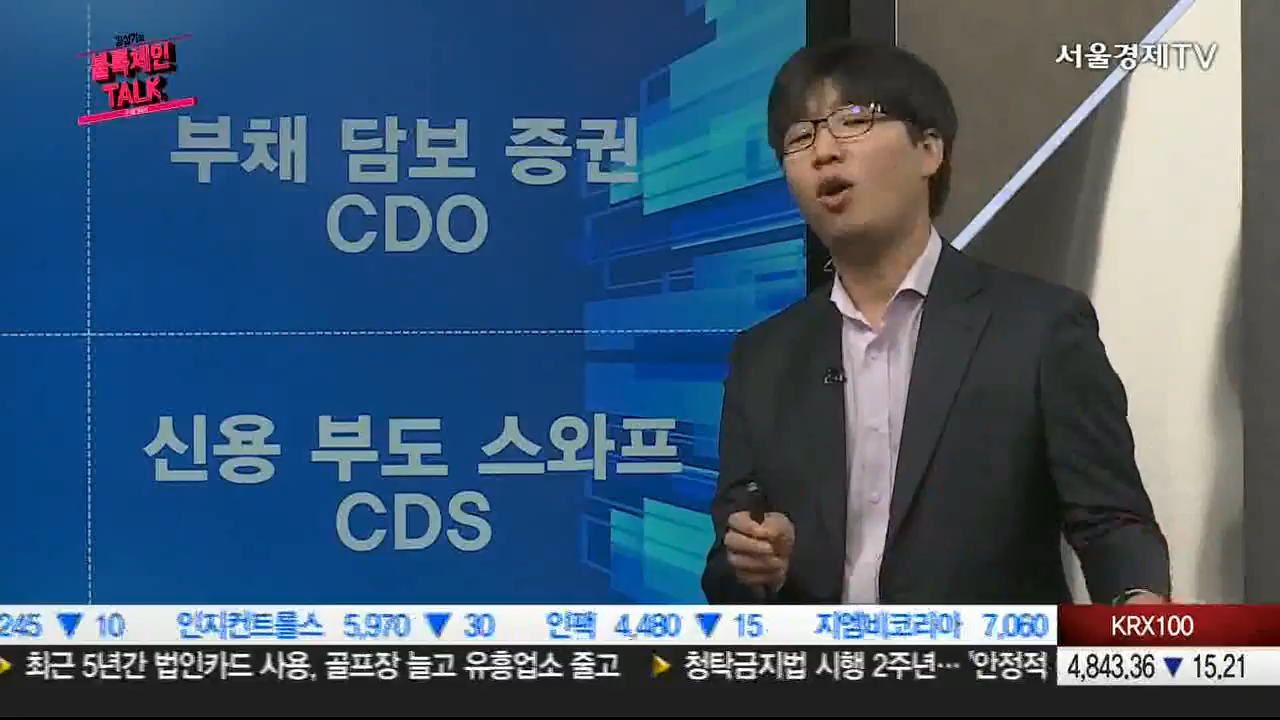 블록체인
TALK
서울경제TV
부채 담보 증권
CDO
신용 부도 스와프
CDS
245 ▼ 10 인지컨트롤스 5,970 ▼ 30 인팩 4,480 ▼ 15 지엠비코리아 7,060
KRX100
최근 5년간 법인카드 사용, 골프장 늘고 유흥업소 줄고 청탁금지법 시행 2주년… '안정적
4,843.36 ▼ 15.21